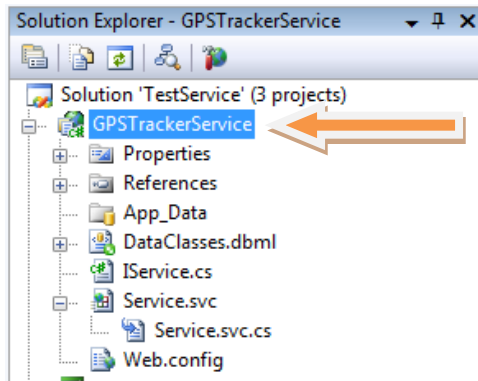 Solution Explorer - GPSTrackerService
Solution 'TestService' (3 projects)
GPSTrackerService
Properties
References
App_Data
DataClasses.dbml
IService.cs
Service.svc
Service.svc.cs
Web.config